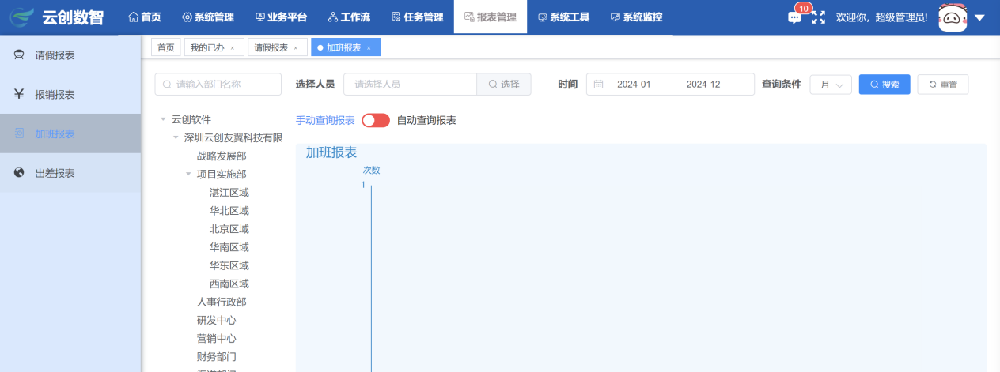 云创数智 首页 系统管理 业务平台 工作流 任务管理 报表管理 系统工具 系统监控 10 欢迎你，超级管理员!
请假报表
报销报表
加班报表
出差报表
首页 我的已办 × 请假报表 × 加班报表 ×
请输入部门名称 选择人员 请选择人员 选择 时间 2024-01 - 2024-12 查询条件 月 搜索 重置
云创软件
深圳云创友翼科技有限
战略发展部
项目实施部
湛江区域
华北区域
北京区域
华南区域
华东区域
西南区域
人事行政部
研发中心
营销中心
财务部门
手动查询报表 自动查询报表
加班报表
次数
1